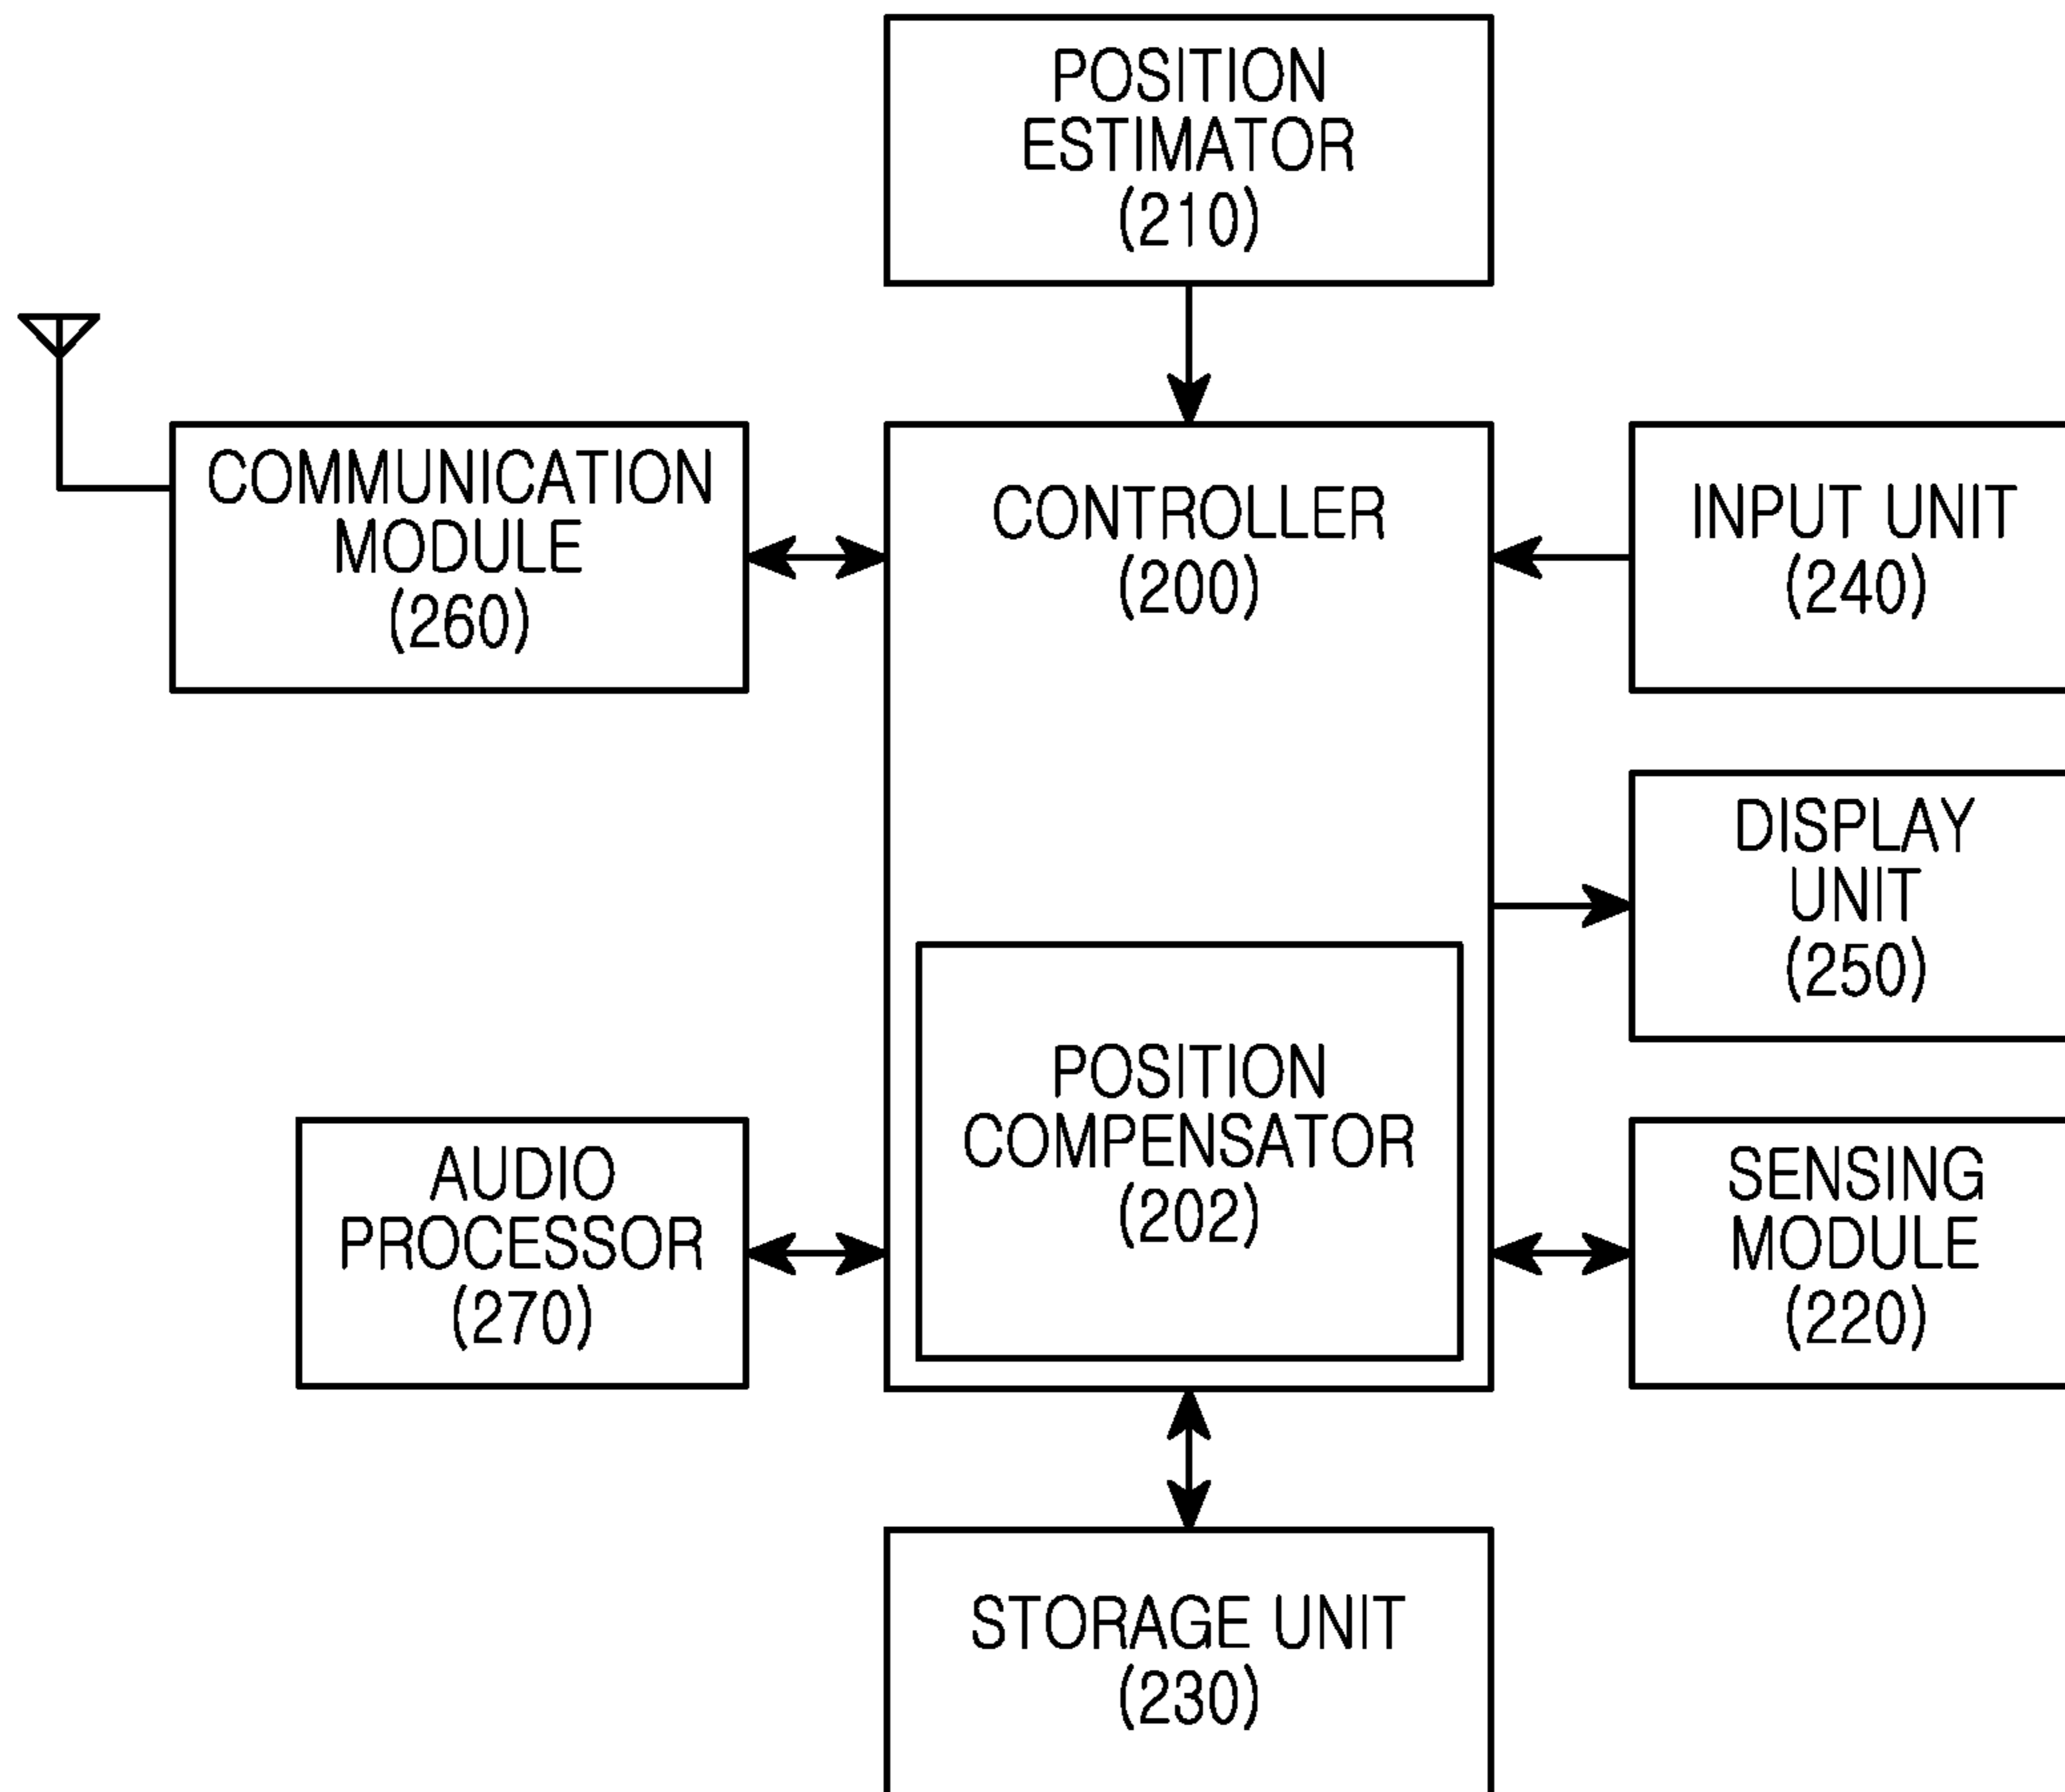 POSITION
ESTIMATOR
(210)
COMMUNICATION
MODULE
(260)
CONTROLLER
(200)
INPUT UNIT
(240)
DISPLAY
UNIT
(250)
POSITION
COMPENSATOR
(202)
AUDIO
PROCESSOR
(270)
SENSING
MODULE
(220)
STORAGE UNIT
(230)